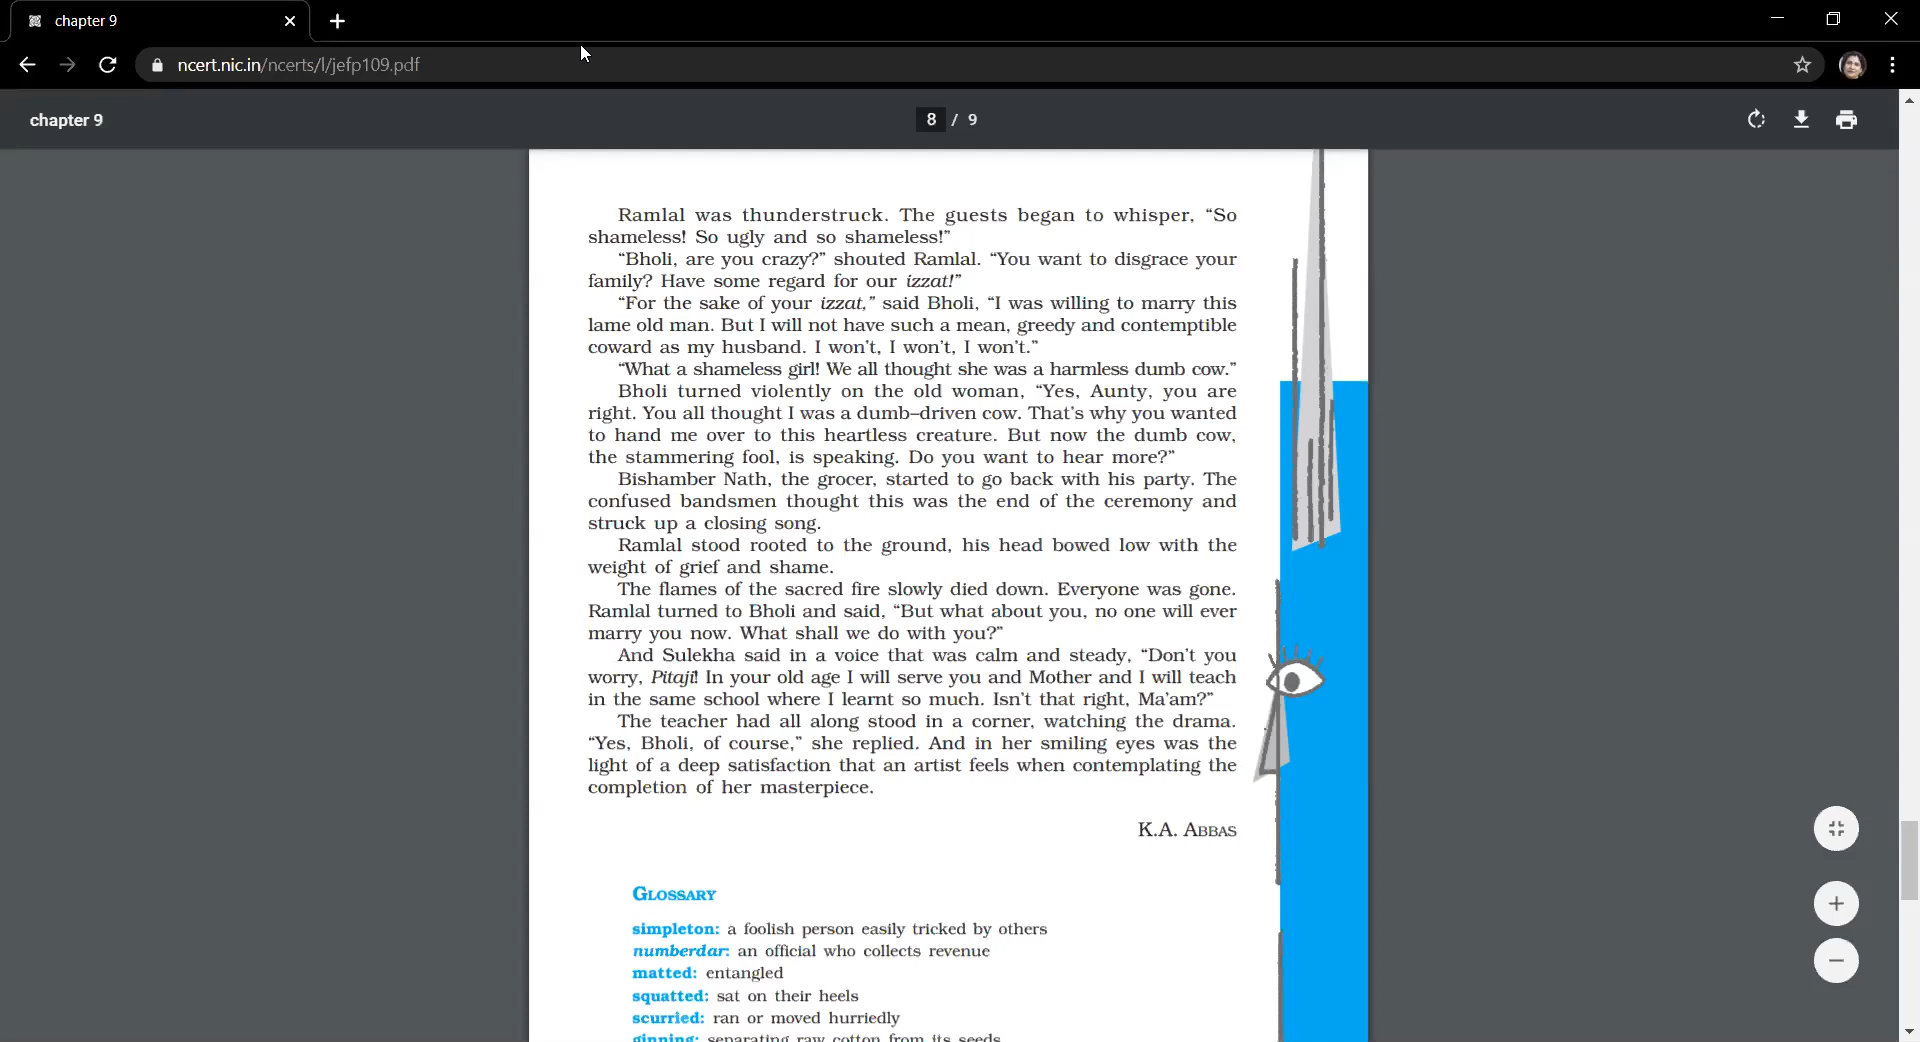 chapter 9
ncert.nic.in/ncerts/l/jefp109.pdf
chapter 9
8 / 9
Ramlal was thunderstruck. The guests began to whisper, “So
shameless! So ugly and so shameless!”
“Bholi, are you crazy?” shouted Ramlal. “You want to disgrace your
family? Have some regard for our izzat!”
“For the sake of your izzat,” said Bholi, “I was willing to marry this
lame old man. But I will not have such a mean, greedy and contemptible
coward as my husband. I won’t, I won’t, I won’t.”
“What a shameless girl! We all thought she was a harmless dumb cow.”
Bholi turned violently on the old woman, “Yes, Aunty, you are
right. You all thought I was a dumb–driven cow. That’s why you wanted
to hand me over to this heartless creature. But now the dumb cow,
the stammering fool, is speaking. Do you want to hear more?”
Bishamber Nath, the grocer, started to go back with his party. The
confused bandsmen thought this was the end of the ceremony and
struck up a closing song.
Ramlal stood rooted to the ground, his head bowed low with the
weight of grief and shame.
The flames of the sacred fire slowly died down. Everyone was gone.
Ramlal turned to Bholi and said, “But what about you, no one will ever
marry you now. What shall we do with you?”
And Sulekha said in a voice that was calm and steady, “Don’t you
worry, Pitaji! In your old age I will serve you and Mother and I will teach
in the same school where I learnt so much. Isn’t that right, Ma’am?”
The teacher had all along stood in a corner, watching the drama.
“Yes, Bholi, of course,” she replied. And in her smiling eyes was the
light of a deep satisfaction that an artist feels when contemplating the
completion of her masterpiece.
K.A. ABBAS
GLOSSARY
simpleton: a foolish person easily tricked by others
numberdar: an official who collects revenue
matted: entangled
squatted: sat on their heels
scurried: ran or moved hurriedly
ginning: separating raw cotton from its seeds